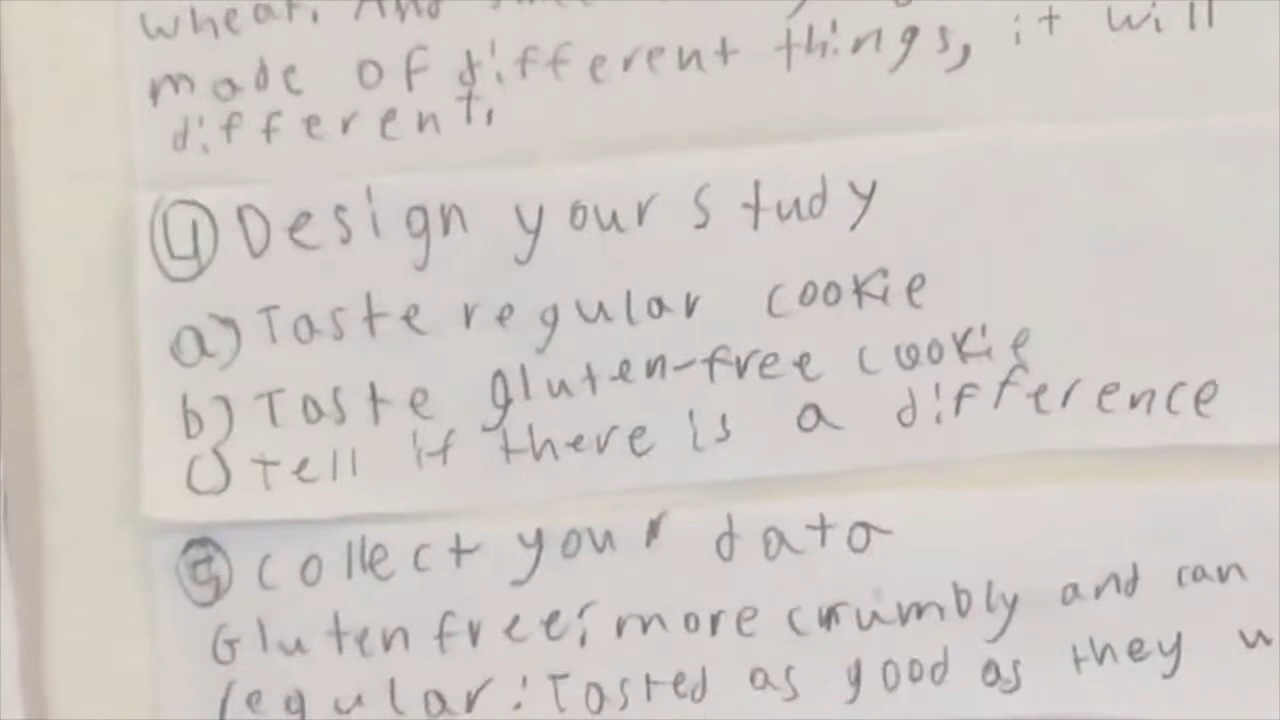 wheat. And
made of different things, it will
different.
④ Design your study
a) Taste regular cookie
b) Taste gluten-free cookie
c) Tell if there is a difference
⑤ collect your data
Gluten free: more crumbly and can
regular: Tasted as good as they